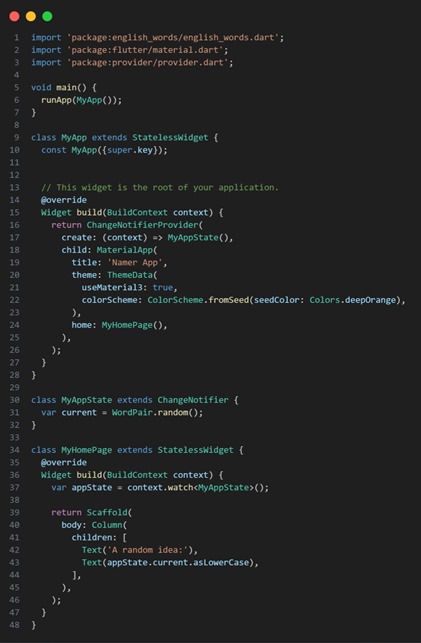 1 import 'package:english_words/english_words.dart';
2 import 'package:flutter/material.dart';
3 import 'package:provider/provider.dart';
4
5 void main() {
6   runApp(MyApp());
7 }
8
9 class MyApp extends StatelessWidget {
10   const MyApp({super.key});
11
12
13   // This widget is the root of your application.
14   @override
15   Widget build(BuildContext context) {
16     return ChangeNotifierProvider(
17       create: (context) => MyAppState(),
18       child: MaterialApp(
19         title: 'Namer App',
20         theme: ThemeData(
21           useMaterial3: true,
22           colorScheme: ColorScheme.fromSeed(seedColor: Colors.deepOrange),
23         ),
24         home: MyHomePage(),
25       ),
26     );
27   }
28 }
29
30 class MyAppState extends ChangeNotifier {
31   var current = WordPair.random();
32 }
33
34 class MyHomePage extends StatelessWidget {
35   @override
36   Widget build(BuildContext context) {
37     var appState = context.watch<MyAppState>();
38
39     return Scaffold(
40       body: Column(
41         children: [
42           Text('A random idea:'),
43           Text(appState.current.asLowerCase),
44         ],
45       ),
46     );
47   }
48 }